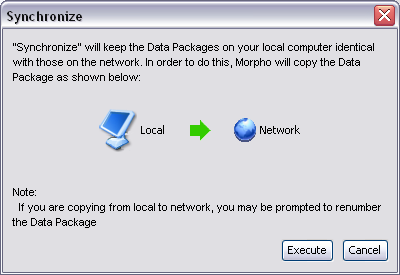 Synchronize
"Synchronize" will keep the Data Packages on your local computer identical
with those on the network. In order to do this, Morpho will copy the Data
Package as shown below:
Local
Network
Note:
If you are copying from local to network, you may be prompted to renumber
the Data Package
Execute
Cancel